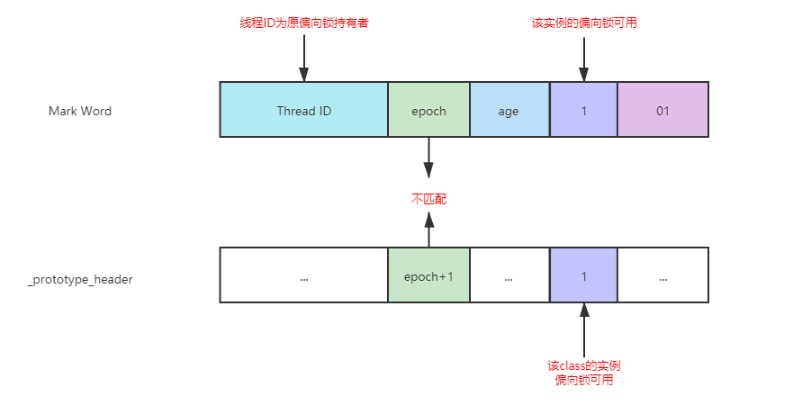 线程ID为原偏向锁持有者
该实例的偏向锁可用
Mark Word
Thread ID
epoch
age
1
01
不匹配
_prototype_header
...
epoch+1
...
1
...
该class的实例
偏向锁可用